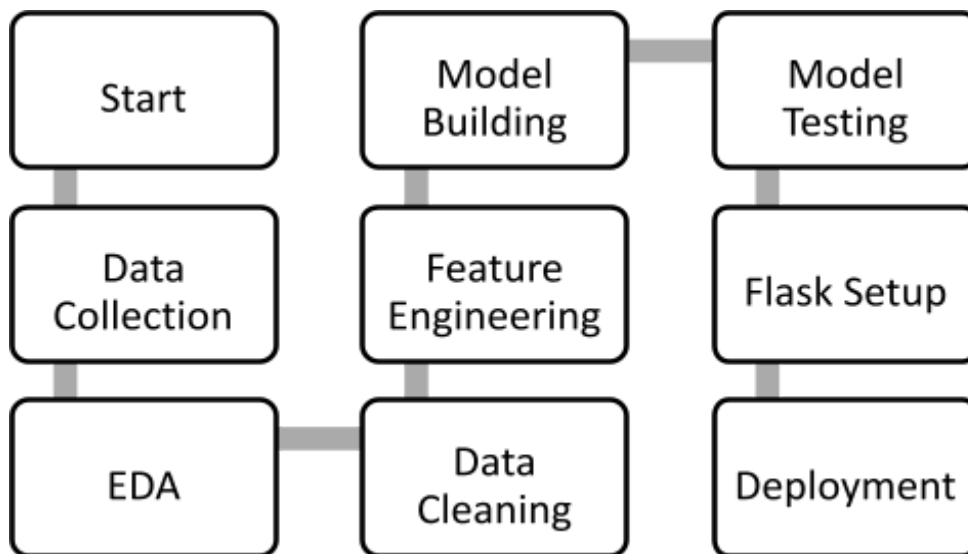 Start
Data
Collection
EDA
Data
Cleaning
Feature
Engineering
Model
Building
Model
Testing
Flask Setup
Deployment